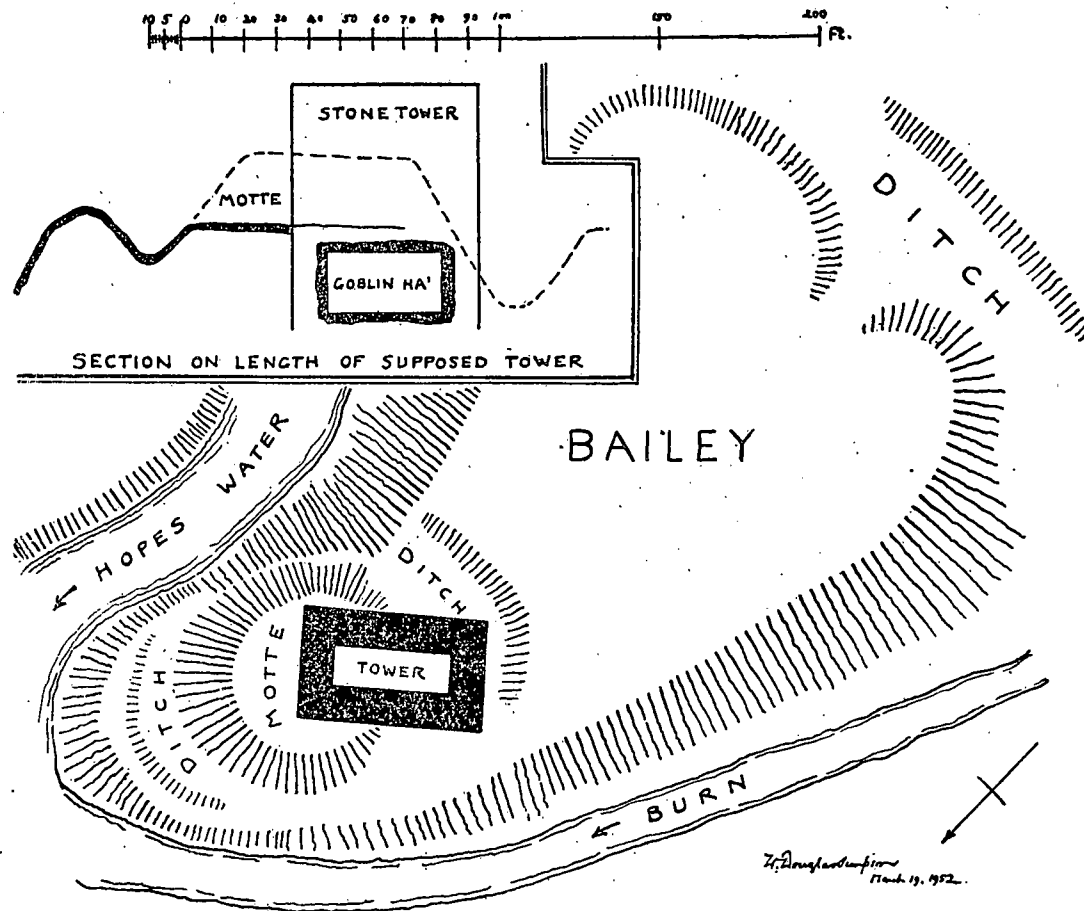 10 5 0 10 20 30 40 50 60 70 80 90 100 150 200 Ft.
STONE TOWER
MOTTE
GOBLIN HA'
SECTION ON LENGTH OF SUPPOSED TOWER
DITCH
BAILEY
HOPES WATER
DITCH
MOTTE
TOWER
DITCH
BURN
W. Douglas Simpson
March 19. 1952.